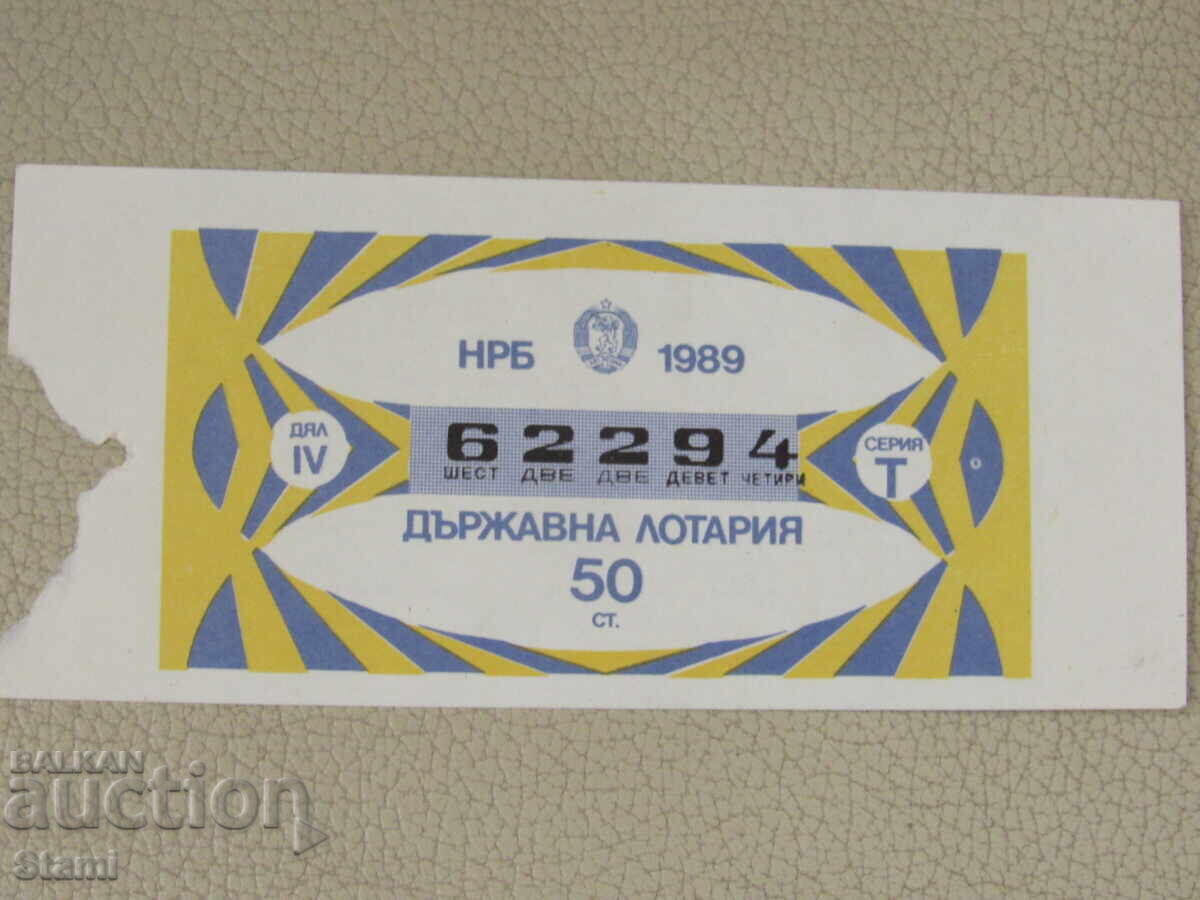 НРБ 1989
ДЯЛ
IV
62294
ШЕСТ ДВЕ ДВЕ ДЕВЕТ ЧЕТИРИ
СЕРИЯ
Т
ДЪРЖАВНА ЛОТАРИЯ
50
СТ.
BALKAN
auction
Stami